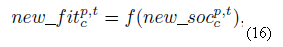 new_fit_c^{p,t} = f(new_soc_c^{p,t}). (16)